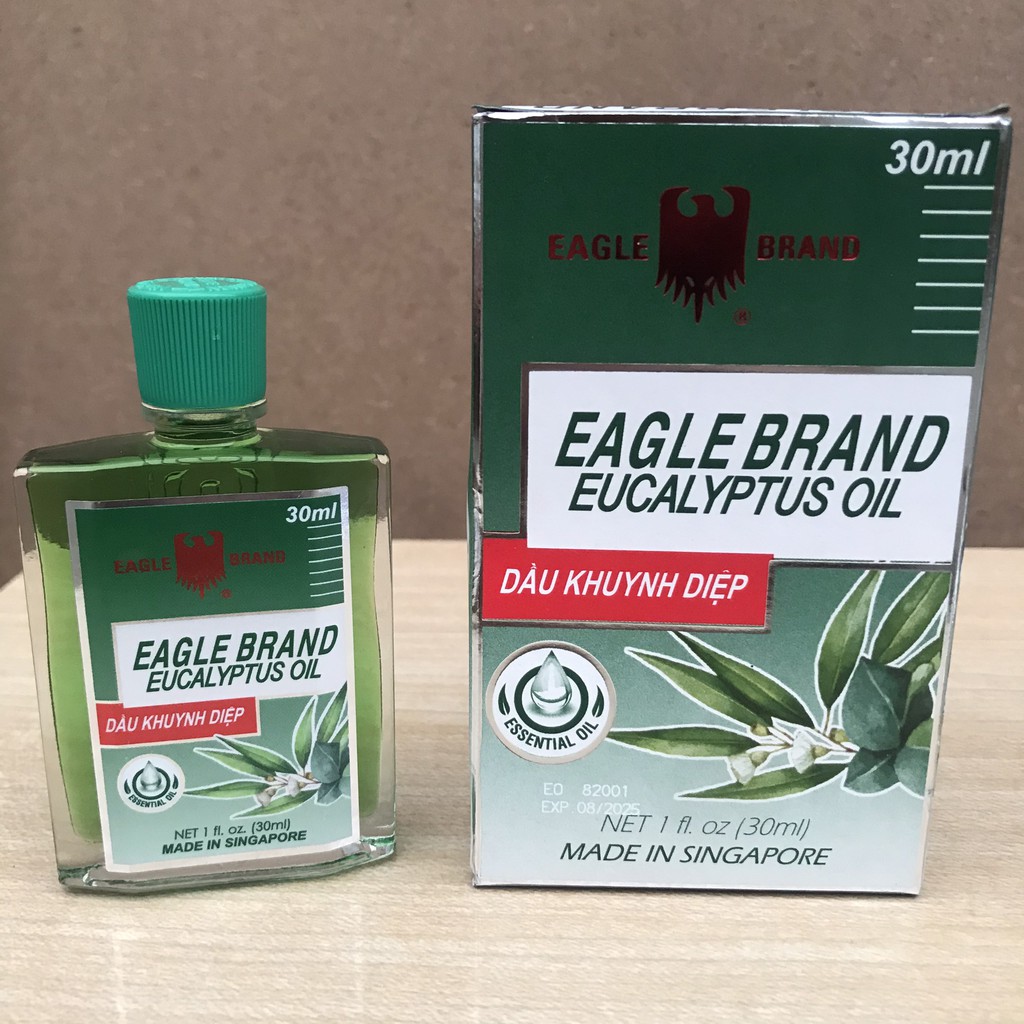 30ml
EAGLE BRAND
®
EAGLE BRAND
EUCALYPTUS OIL
DẦU KHUYNH DIỆP
ESSENTIAL OIL
NET 1 fl. oz. (30ml)
MADE IN SINGAPORE
30ml
EAGLE BRAND
®
EAGLE BRAND
EUCALYPTUS OIL
DẦU KHUYNH DIỆP
ESSENTIAL OIL
EO 82001
EXP 08/2025
NET 1 fl. oz (30ml)
MADE IN SINGAPORE